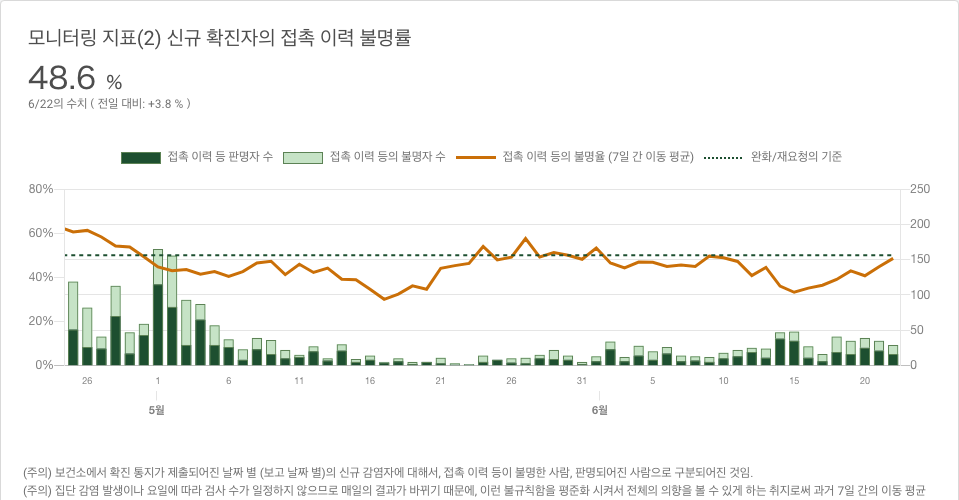 모니터링 지표(2) 신규 확진자의 접촉 이력 불명률
48.6 %
6/22의 수치 ( 전일 대비: +3.8 % )
접촉 이력 등 판명자 수 접촉 이력 등의 불명자 수 접촉 이력 등의 불명율 (7일 간 이동 평균) 완화/재요청의 기준
80% 250
200
60%
150
40%
100
20%
50
0% 0
26 1 6 11 16 21 26 31 5 10 15 20
5월 6월
(주의) 보건소에서 확진 통지가 제출되어진 날짜 별 (보고 날짜 별)의 신규 감염자에 대해서, 접촉 이력 등이 불명한 사람, 판명되어진 사람으로 구분되어진 것임.
(주의) 집단 감염 발생이나 요일에 따라 검사 수가 일정하지 않으므로 매일의 결과가 바뀌기 때문에, 이런 불규칙함을 평준화 시켜서 전체의 의향을 볼 수 있게 하는 취지로써 과거 7일 간의 이동 평균